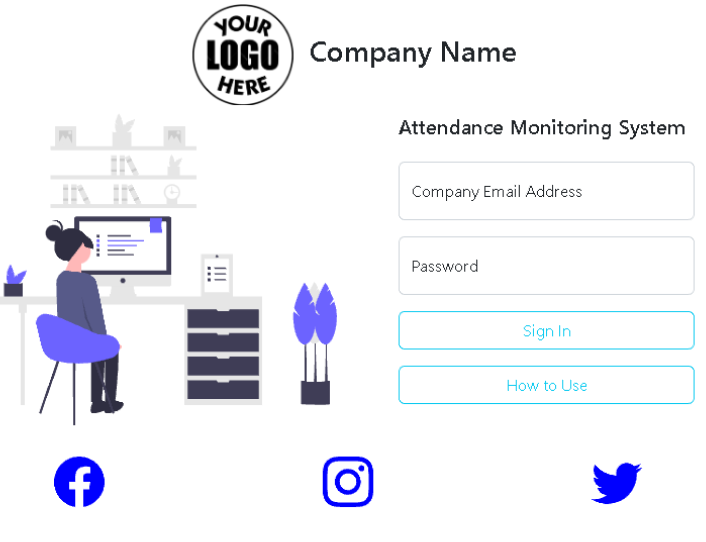 YOUR
LOGO
HERE
Company Name
Attendance Monitoring System
Company Email Address
Password
Sign In
How to Use